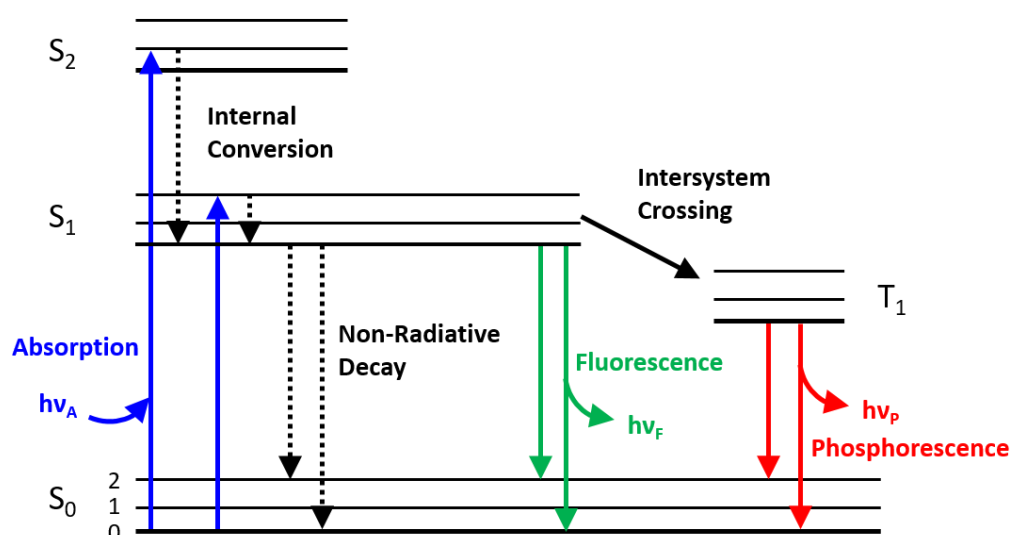 S₂
Internal
Conversion
Intersystem
Crossing
S₁
T₁
Non-Radiative
Decay
Absorption
Fluorescence
hνA
hνF
hνP
Phosphorescence
S₀
2
1
0